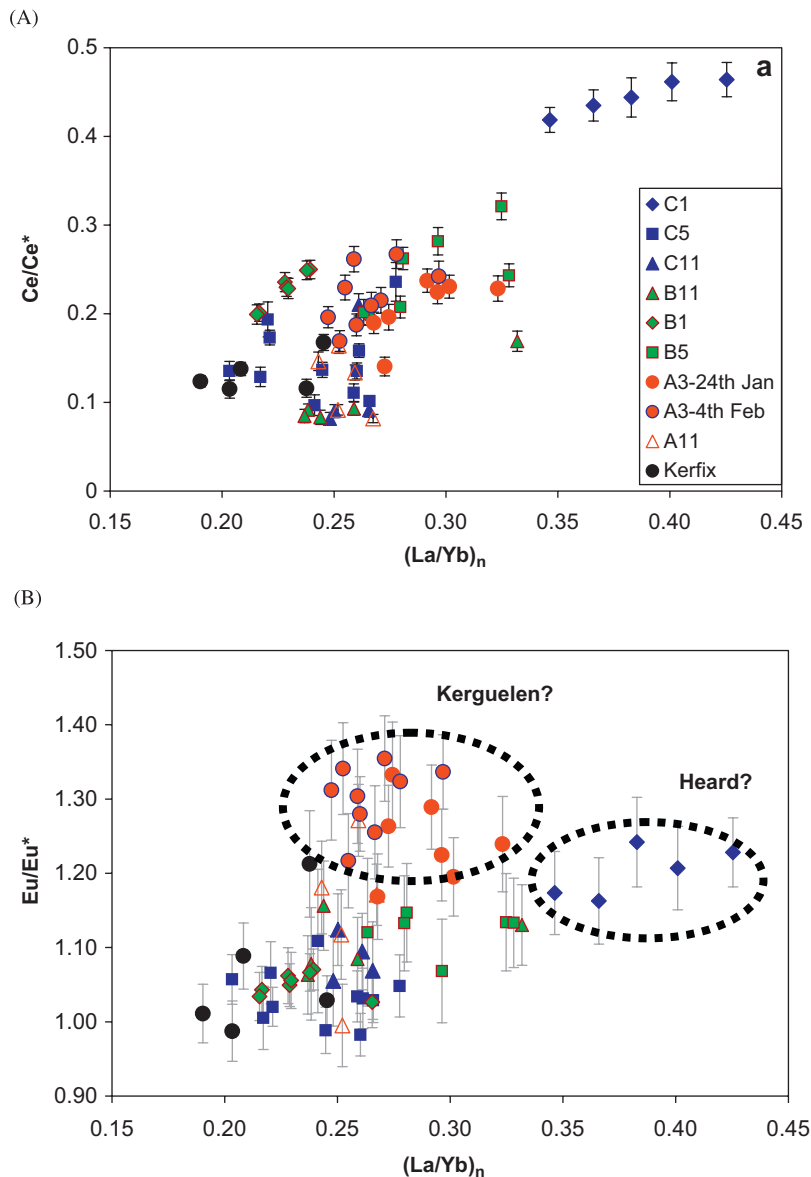 (A)
a
0.5
0.4
0.3
0.2
0.1
0
Ce/Ce*
0.15 0.20 0.25 0.30 0.35 0.40 0.45
(La/Yb)n
C1
C5
C11
B11
B1
B5
A3-24th Jan
A3-4th Feb
A11
Kerfix
(B)
1.50
1.40
1.30
1.20
1.10
1.00
0.90
Eu/Eu*
Kerguelen?
Heard?
0.15 0.20 0.25 0.30 0.35 0.40 0.45
(La/Yb)n